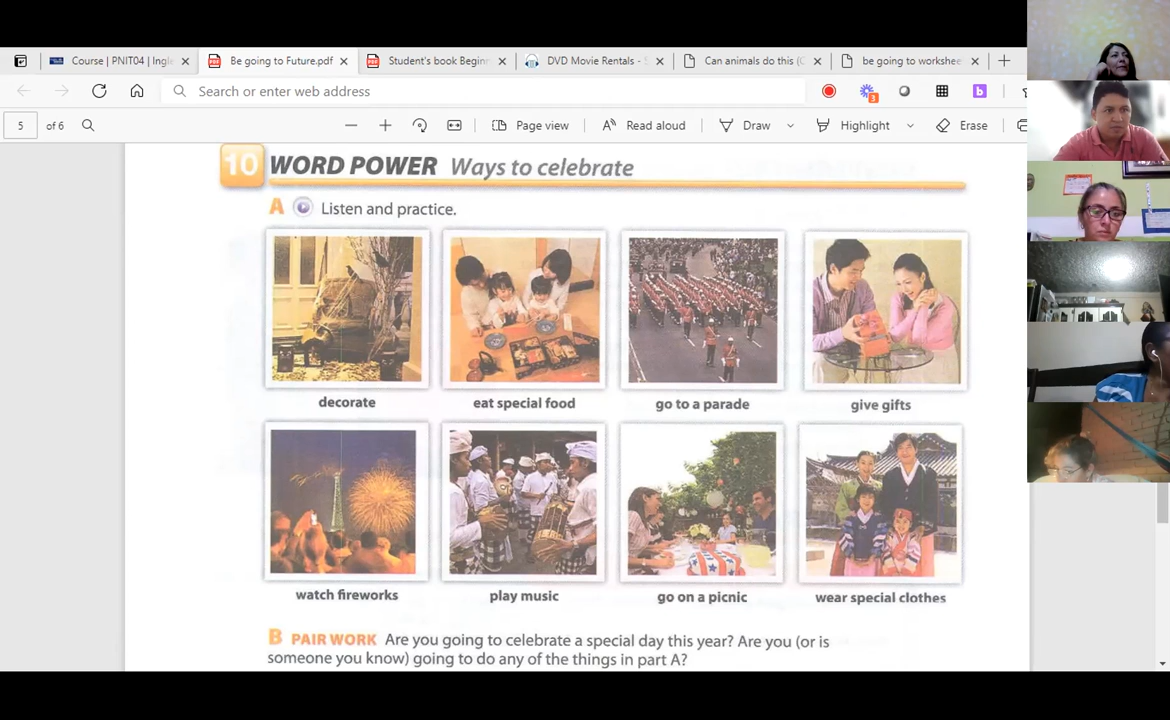 Course | PNIT04 | Ingl
Be going to Future.pdf
Student's book Beginn
DVD Movie Rentals - S
Can animals do this (C
be going to workshee
Search or enter web address
3
b
5 of 6
Page view
Read aloud
Draw
Highlight
Erase
10 WORD POWER Ways to celebrate
A Listen and practice.
decorate
eat special food
go to a parade
give gifts
watch fireworks
play music
go on a picnic
wear special clothes
B PAIR WORK Are you going to celebrate a special day this year? Are you (or is
someone you know) going to do any of the things in part A?